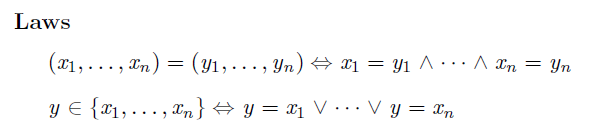 Laws
(x₁, . . . , xₙ) = (y₁, . . . , yₙ) ⇔ x₁ = y₁ ∧ · · · ∧ xₙ = yₙ
y ∈ {x₁, . . . , xₙ} ⇔ y = x₁ ∨ · · · ∨ y = xₙ